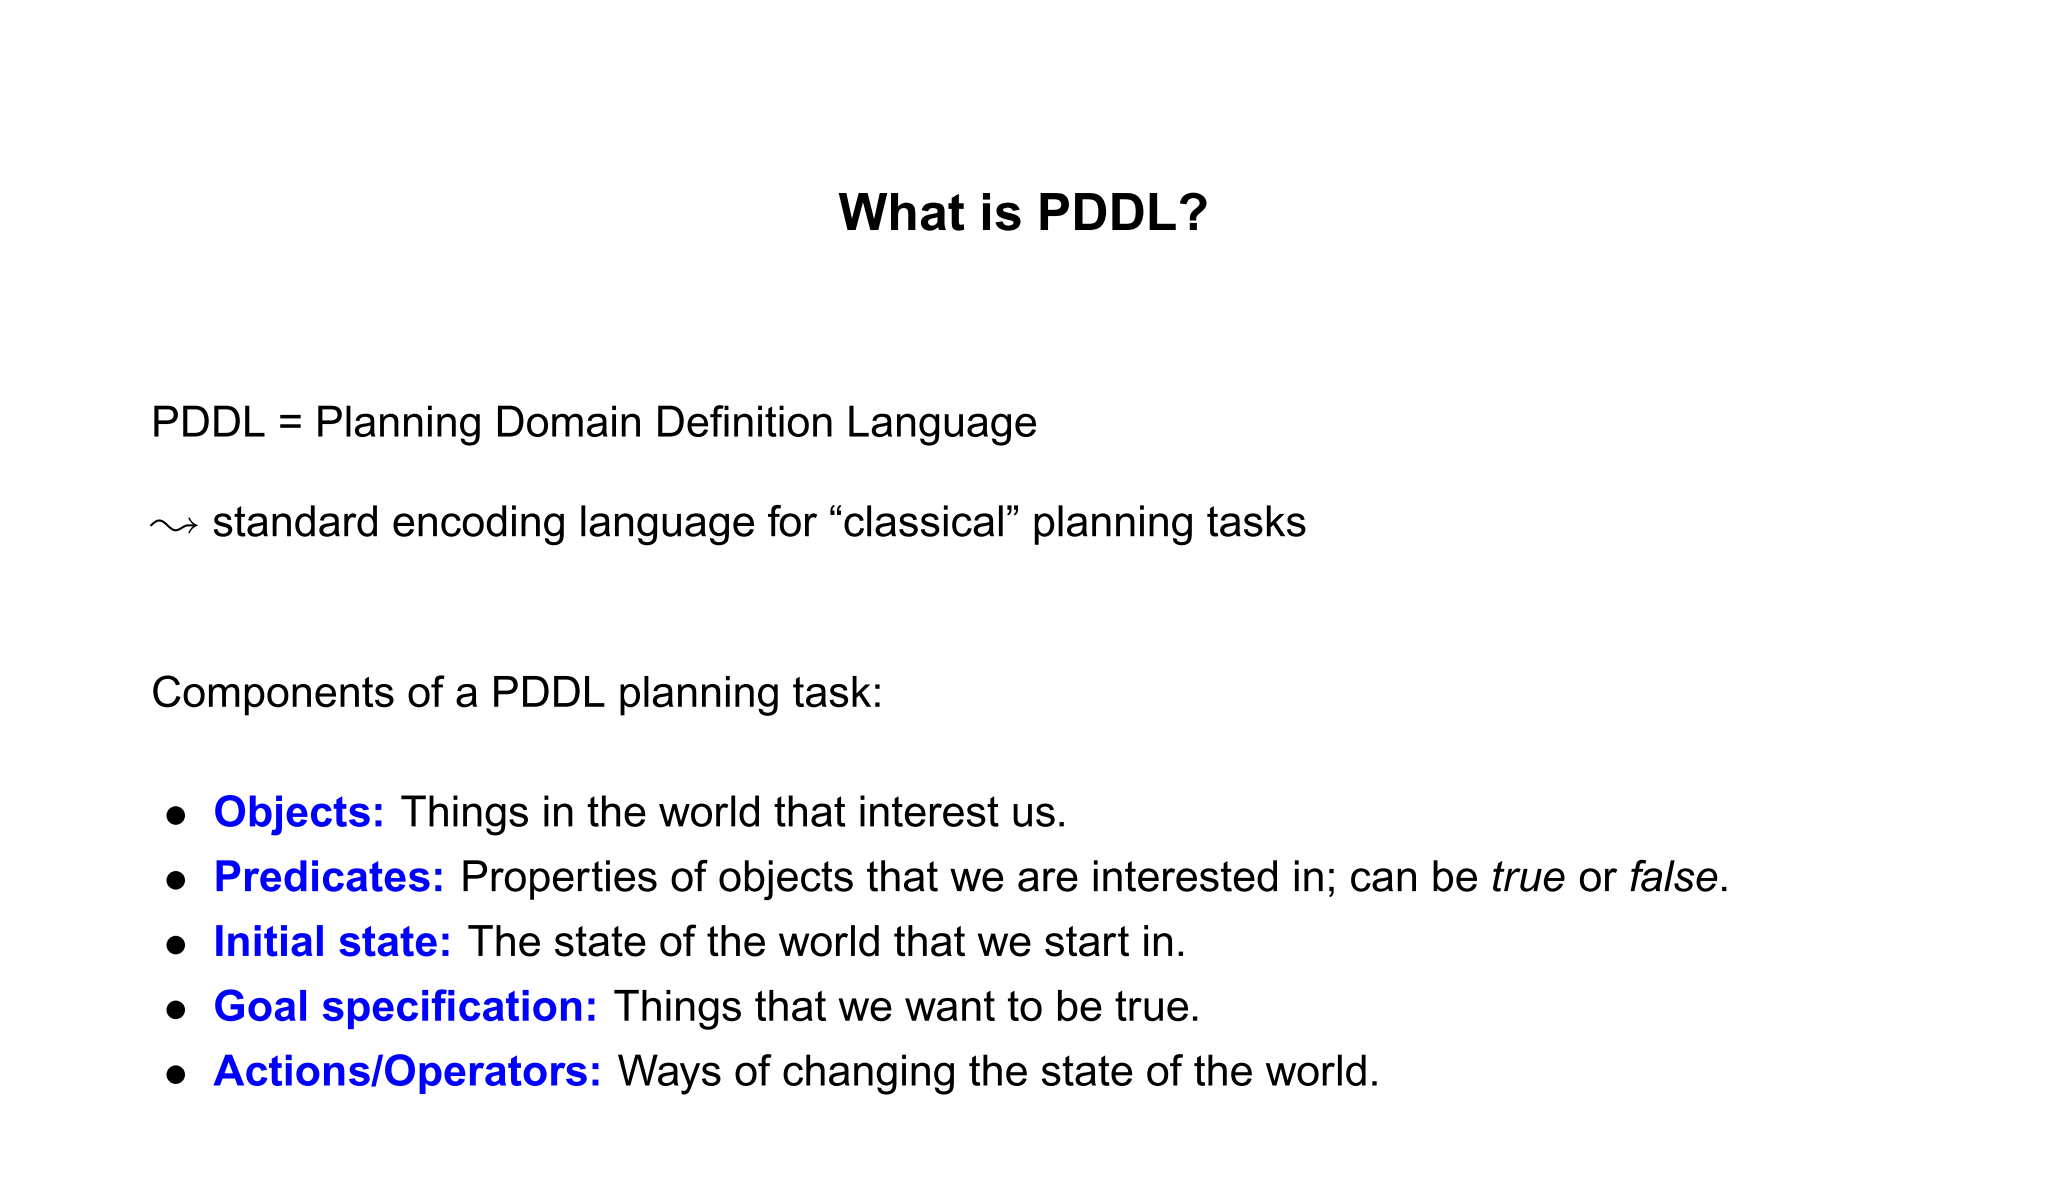 What is PDDL?
PDDL = Planning Domain Definition Language
⇝ standard encoding language for “classical” planning tasks
Components of a PDDL planning task:
● Objects: Things in the world that interest us.
● Predicates: Properties of objects that we are interested in; can be true or false.
● Initial state: The state of the world that we start in.
● Goal specification: Things that we want to be true.
● Actions/Operators: Ways of changing the state of the world.